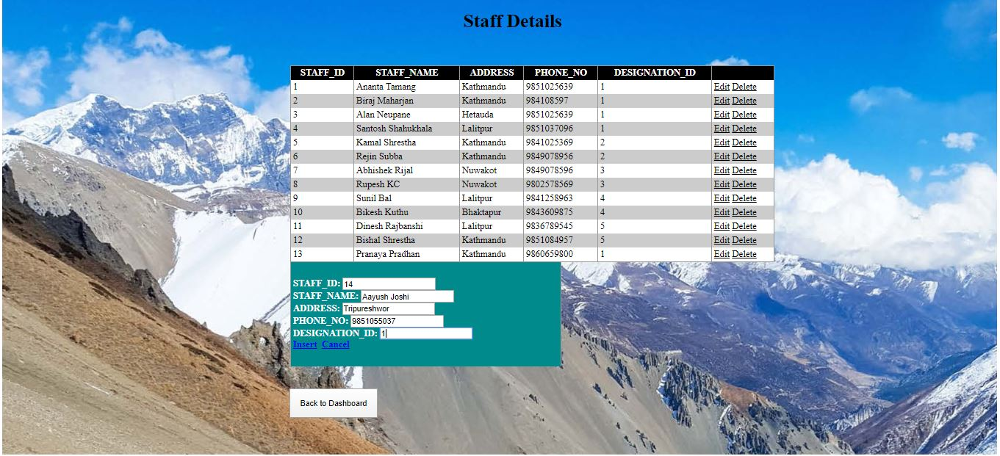 Staff Details
STAFF_ID STAFF_NAME ADDRESS PHONE_NO DESIGNATION_ID
1 Ananta Tamang Kathmandu 9851025639 1 Edit Delete
2 Biraj Maharjan Kathmandu 984108597 1 Edit Delete
3 Alan Neupane Hetauda 9851025639 1 Edit Delete
4 Santosh Shahukhala Lalitpur 9851037096 1 Edit Delete
5 Kamal Shrestha Kathmandu 9841025369 2 Edit Delete
6 Rejin Subba Kathmandu 9849078956 2 Edit Delete
7 Abhishek Rijal Nuwakot 9849078596 3 Edit Delete
8 Rupesh KC Nuwakot 9802578569 3 Edit Delete
9 Sunil Bal Lalitpur 9841258963 4 Edit Delete
10 Bikesh Kuthu Bhaktapur 9843609875 4 Edit Delete
11 Dinesh Rajbanshi Lalitpur 9836789545 5 Edit Delete
12 Bishal Shrestha Kathmandu 9851084957 5 Edit Delete
13 Pranaya Pradhan Kathmandu 9860659800 1 Edit Delete
STAFF_ID: 14
STAFF_NAME: Aayush Joshi
ADDRESS: Tripureshwor
PHONE_NO: 9851055037
DESIGNATION_ID: 1
Insert Cancel
Back to Dashboard